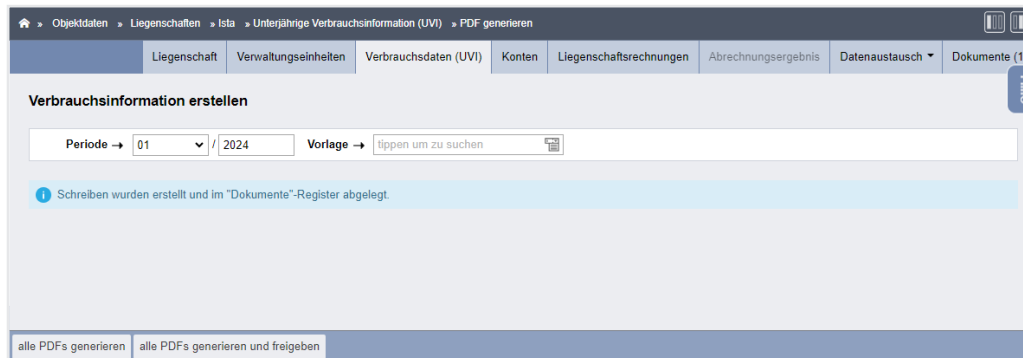 » Objektdaten » Liegenschaften » Ista » Unterjährige Verbrauchsinformation (UVI) » PDF generieren
Liegenschaft Verwaltungseinheiten Verbrauchsdaten (UVI) Konten Liegenschaftsrechnungen Abrechnungsergebnis Datenaustausch Dokumente (1
Verbrauchsinformation erstellen
Periode → 01 / 2024 Vorlage → tippen um zu suchen
Schreiben wurden erstellt und im "Dokumente"-Register abgelegt.
alle PDFs generieren alle PDFs generieren und freigeben